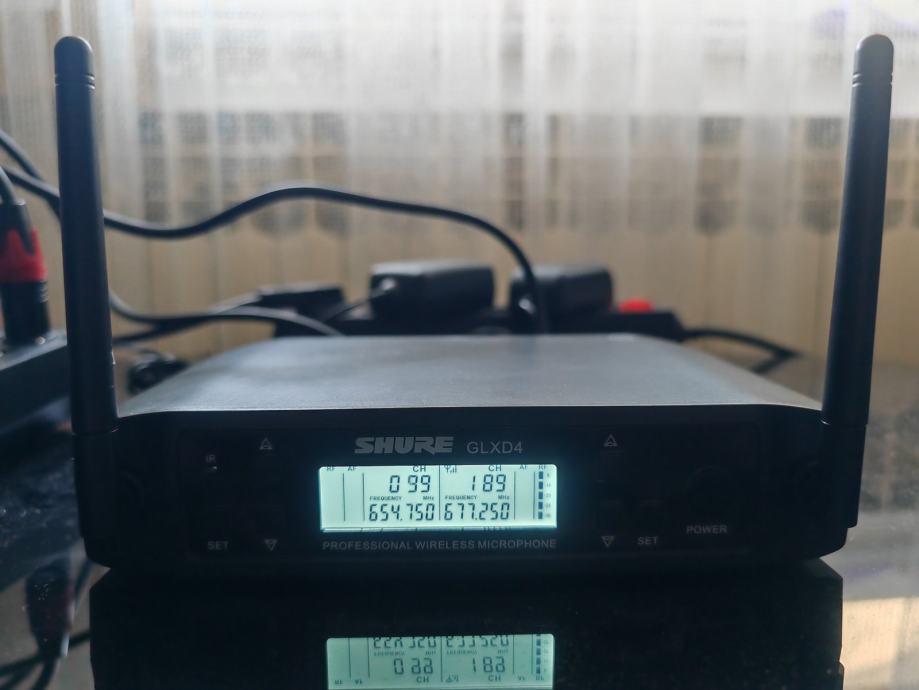 SHURE GLXD4
RF AF CH CH AF RF
099 189
FREQUENCY MHz FREQUENCY MHz
654.750 677.250
IR
SET PROFESSIONAL WIRELESS MICROPHONE SET POWER